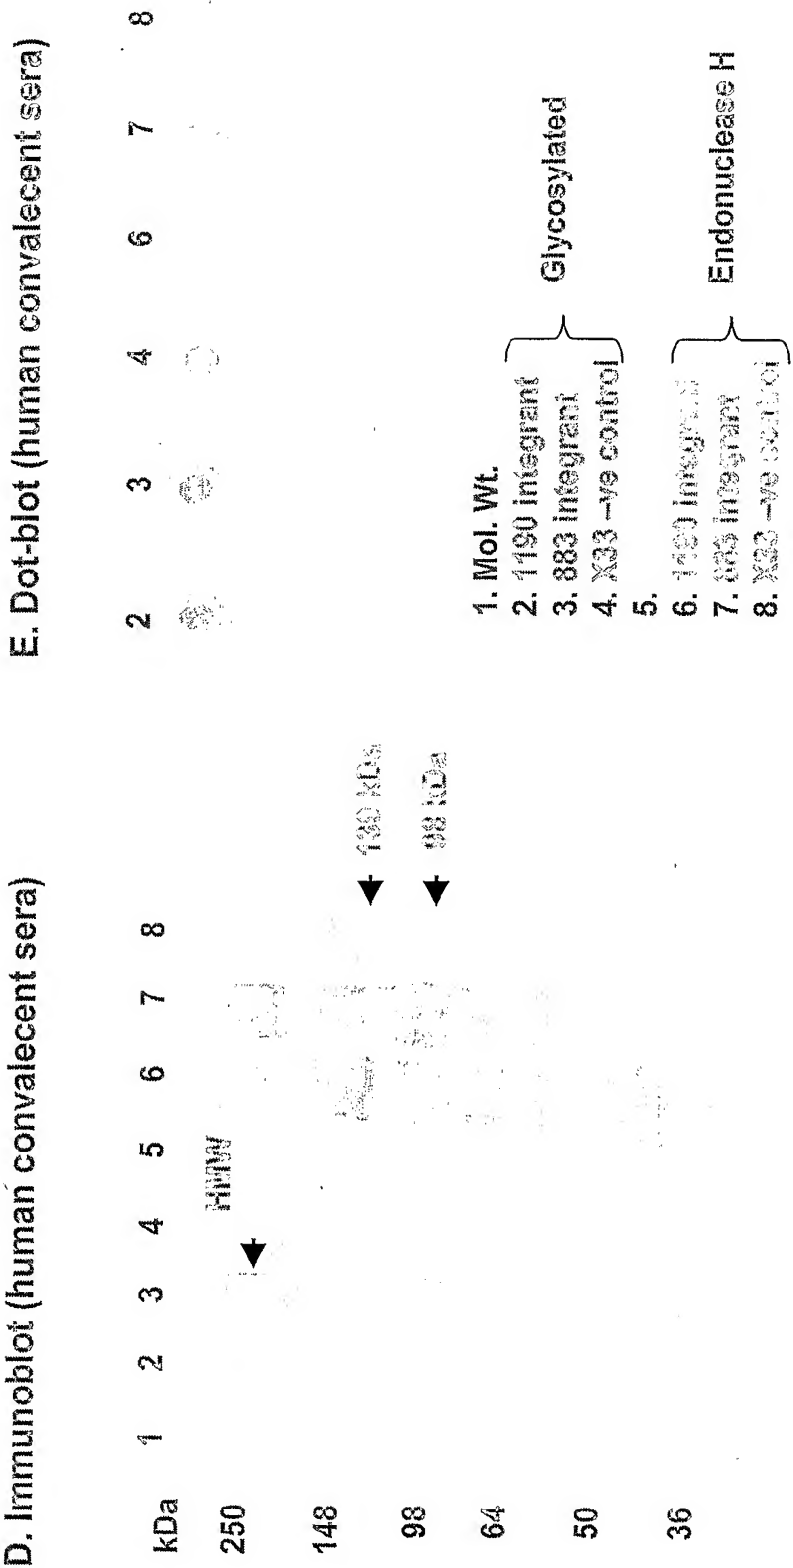 D. Immunoblot (human convalecent sera)
kDa 1 2 3 4 5 6 7 8
250
HMW
148
130 kDa
98
98 kDa
64
50
36
E. Dot-blot (human convalecent sera)
2 3 4 6 7 8
1. Mol. Wt.
2. 1190 integrant
3. 883 integrant
4. X33 –ve control
Glycosylated
5.
6. 1190 integrant
7. 883 integrant
8. X33 –ve control
Endonuclease H